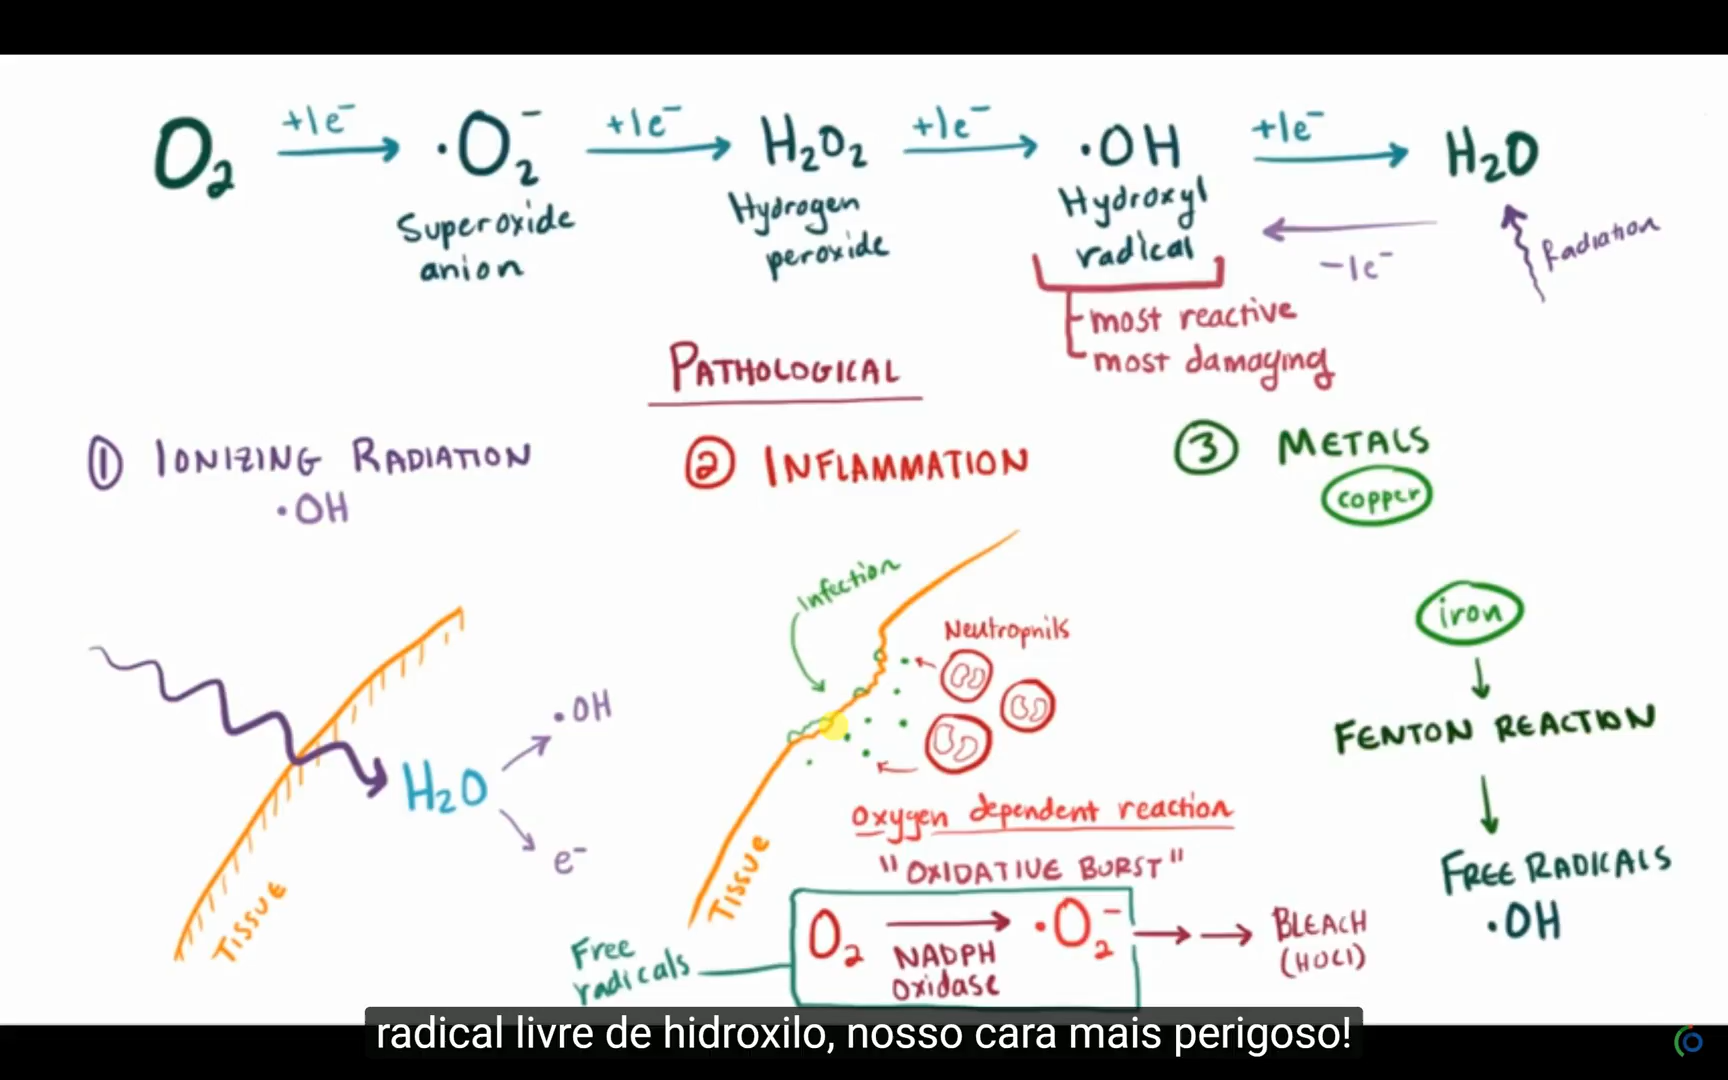 O₂ +1e⁻ ·O₂⁻ +1e⁻ H₂O₂ +1e⁻ ·OH +1e⁻ H₂O
Superoxide
anion
Hydrogen
peroxide
Hydroxyl
radical
-1e⁻
Radiation
most reactive
most damaging
PATHOLOGICAL
① IONIZING RADIATION
·OH
② INFLAMMATION
③ METALS
copper
H₂O
·OH
e⁻
TISSUE
Infection
Neutrophils
TISSUE
Oxygen dependent reaction
"OXIDATIVE BURST"
Free
radicals
O₂ NADPH
oxidase
·O₂⁻
BLEACH
(HOCl)
iron
FENTON REACTION
FREE RADICALS
·OH
radical livre de hidroxilo, nosso cara mais perigoso!